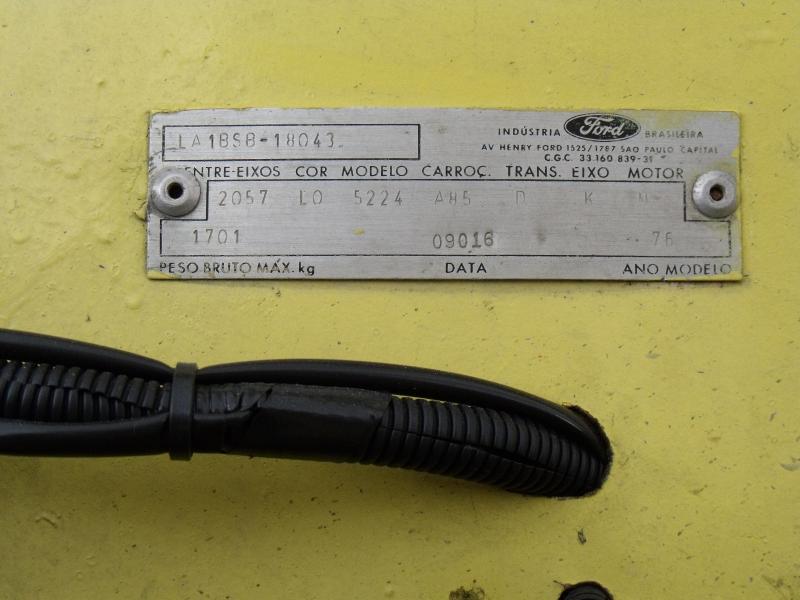 LA1BSB-18043
INDÚSTRIA Ford BRASILEIRA
AV HENRY FORD 1525/1787 SAO PAULO CAPITAL
C.G.C. 33 160 839-31
ENTRE-EIXOS COR MODELO CARROÇ. TRANS. EIXO MOTOR
2057 LO 5224 A85 D K N
1701 09016 76
PESO BRUTO MÁX. kg DATA ANO MODELO